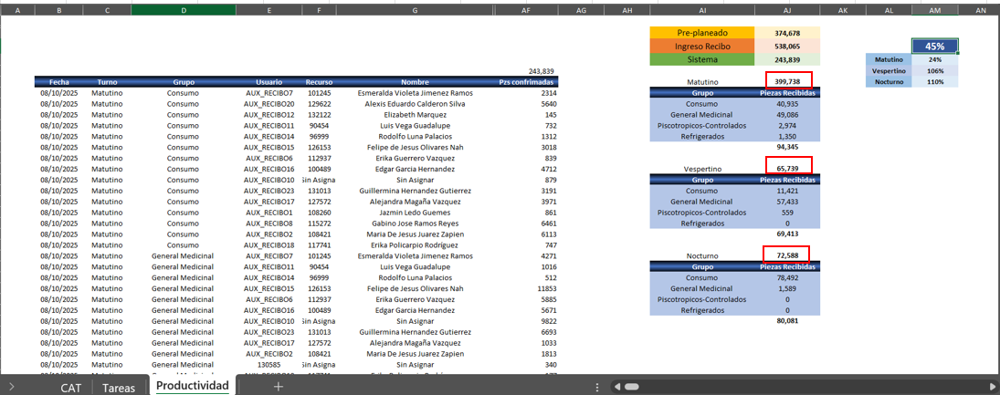 A B C D E F G AF AG AH AI AJ AK AL AM AN
Pre-planeado 374,678
Ingreso Recibo 538,065 45%
Sistema 243,839 Matutino 24%
243,839 Vespertino 106%
Fecha Turno Grupo Usuario Recurso Nombre Pzs confirmadas Matutino 399,738 Nocturno 110%
08/10/2025 Matutino Consumo AUX_RECIBO7 101245 Esmeralda Violeta Jimenez Ramos 2314 Grupo Piezas Recibidas
08/10/2025 Matutino Consumo AUX_RECIBO20 129622 Alexis Eduardo Calderon Silva 5640 Consumo 40,935
08/10/2025 Matutino Consumo AUX_RECIBO12 132122 Elizabeth Marquez 145 General Medicinal 49,086
08/10/2025 Matutino Consumo AUX_RECIBO11 90454 Luis Vega Guadalupe 732 Piscotropicos-Controlados 2,974
08/10/2025 Matutino Consumo AUX_RECIBO14 96999 Rodolfo Luna Palacios 1312 Refrigerados 1,350
08/10/2025 Matutino Consumo AUX_RECIBO15 126153 Felipe de Jesus Olivares Nah 3018 94,345
08/10/2025 Matutino Consumo AUX_RECIBO6 112937 Erika Guerrero Vazquez 839
08/10/2025 Matutino Consumo AUX_RECIBO16 100489 Edgar Garcia Hernandez 4712 Vespertino 65,739
08/10/2025 Matutino Consumo AUX_RECIBO10 Sin Asigna Sin Asignar 879 Grupo Piezas Recibidas
08/10/2025 Matutino Consumo AUX_RECIBO23 131013 Guillermina Hernandez Gutierrez 3191 Consumo 11,421
08/10/2025 Matutino Consumo AUX_RECIBO17 127572 Alejandra Magaña Vazquez 3971 General Medicinal 57,433
08/10/2025 Matutino Consumo AUX_RECIBO1 108260 Jazmin Ledo Guemes 861 Piscotropicos-Controlados 559
08/10/2025 Matutino Consumo AUX_RECIBO8 115272 Gabino Jose Ramos Reyes 6461 Refrigerados 0
08/10/2025 Matutino Consumo AUX_RECIBO2 108421 Maria De Jesus Juarez Zapien 6113 69,413
08/10/2025 Matutino Consumo AUX_RECIBO18 117741 Erika Policarpio Rodríguez 747
08/10/2025 Matutino General Medicinal AUX_RECIBO7 101245 Esmeralda Violeta Jimenez Ramos 4271 Nocturno 72,588
08/10/2025 Matutino General Medicinal AUX_RECIBO11 90454 Luis Vega Guadalupe 1016 Grupo Piezas Recibidas
08/10/2025 Matutino General Medicinal AUX_RECIBO14 96999 Rodolfo Luna Palacios 512 Consumo 78,492
08/10/2025 Matutino General Medicinal AUX_RECIBO15 126153 Felipe de Jesus Olivares Nah 11853 General Medicinal 1,589
08/10/2025 Matutino General Medicinal AUX_RECIBO6 112937 Erika Guerrero Vazquez 5885 Piscotropicos-Controlados 0
08/10/2025 Matutino General Medicinal AUX_RECIBO16 100489 Edgar Garcia Hernandez 5671 Refrigerados 0
08/10/2025 Matutino General Medicinal AUX_RECIBO10 Sin Asigna Sin Asignar 9822 80,081
08/10/2025 Matutino General Medicinal AUX_RECIBO23 131013 Guillermina Hernandez Gutierrez 6693
08/10/2025 Matutino General Medicinal AUX_RECIBO17 127572 Alejandra Magaña Vazquez 1033
08/10/2025 Matutino General Medicinal AUX_RECIBO2 108421 Maria De Jesus Juarez Zapien 1813
08/10/2025 Matutino General Medicinal 130585 Sin Asignar 340
CAT Tareas Productividad